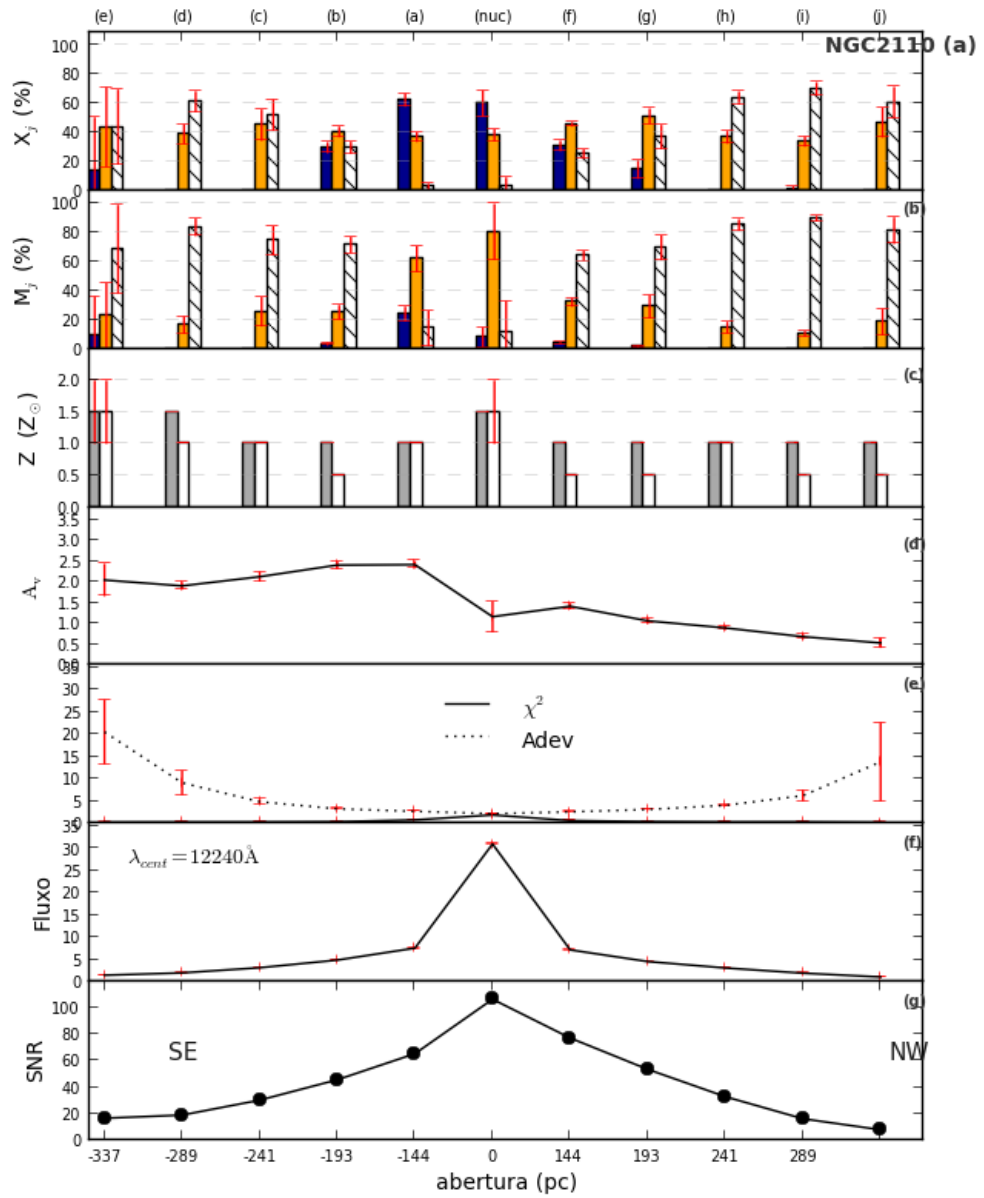 (e) (d) (c) (b) (a) (nuc) (f) (g) (h) (i) (j)
NGC2110 (a)
100
80
60
40
20
0
X_j (%)
(b)
100
80
60
40
20
0
M_j (%)
(c)
2.0
1.5
1.0
0.5
0.0
Z (Z_⊙)
(d)
3.5
3.0
2.5
2.0
1.5
1.0
0.5
0.0
A_v
(e)
35
30
25
20
15
10
5
0
χ²
Adev
(f)
35
30
25
20
15
10
5
0
Fluxo
λ_cent = 12240Å
(g)
100
80
60
40
20
0
SNR
SE
NW
-337 -289 -241 -193 -144 0 144 193 241 289
abertura (pc)